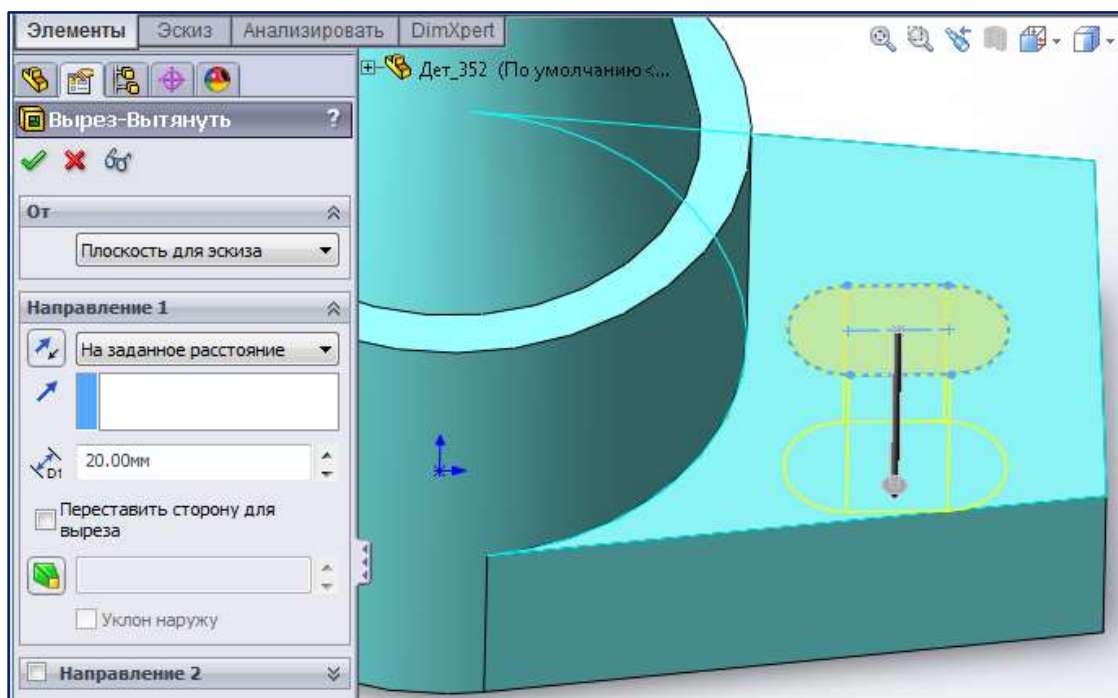 Элементы Эскиз Анализировать DimXpert
Дет_352 (По умолчанию<...
Вырез-Вытянуть ?
От
Плоскость для эскиза
Направление 1
На заданное расстояние
D1 20.00мм
Переставить сторону для
выреза
Уклон наружу
Направление 2